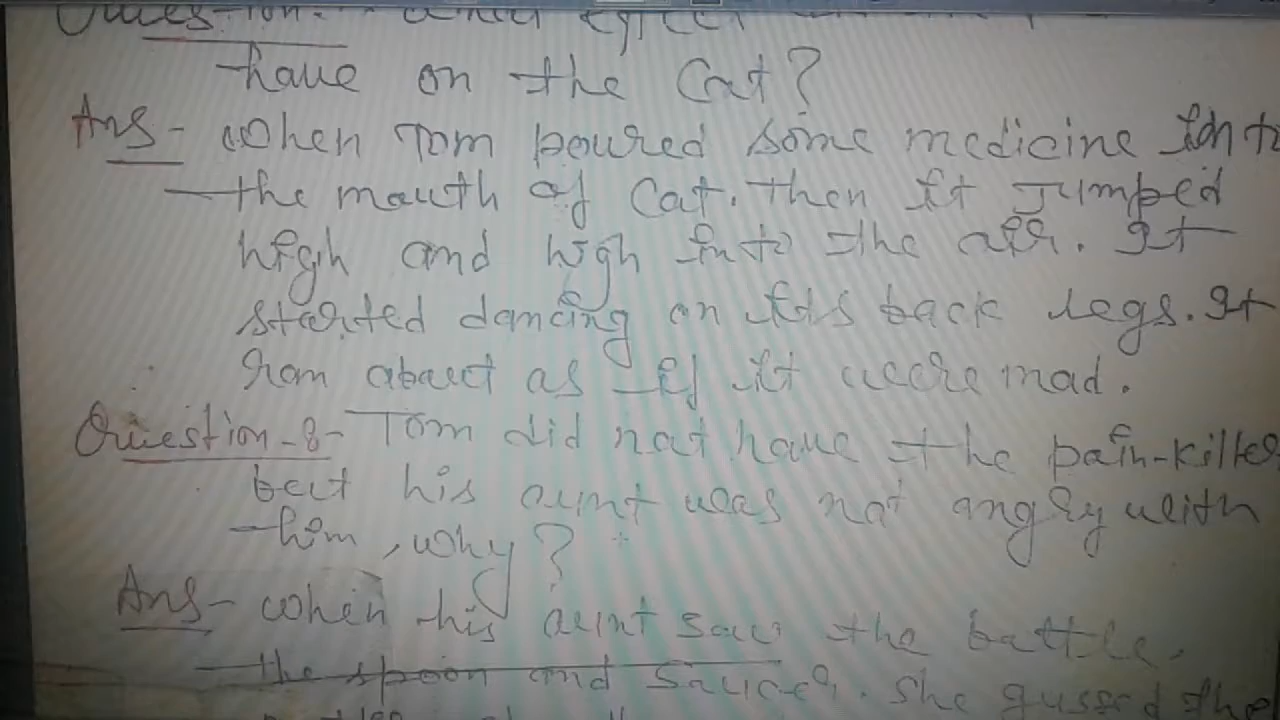 Question.
have on the Cat?
Ans- When Tom poured some medicine into
the mouth of Cat. Then it Jumped
high and high into the air. It
started dancing on its back legs. It
ran about as if it were mad.
Question-8- Tom did not have the pain-killer
but his aunt was not angry with
him, why?
Ans- When his aunt saw the bottle,
the spoon and saucer. She gussed the